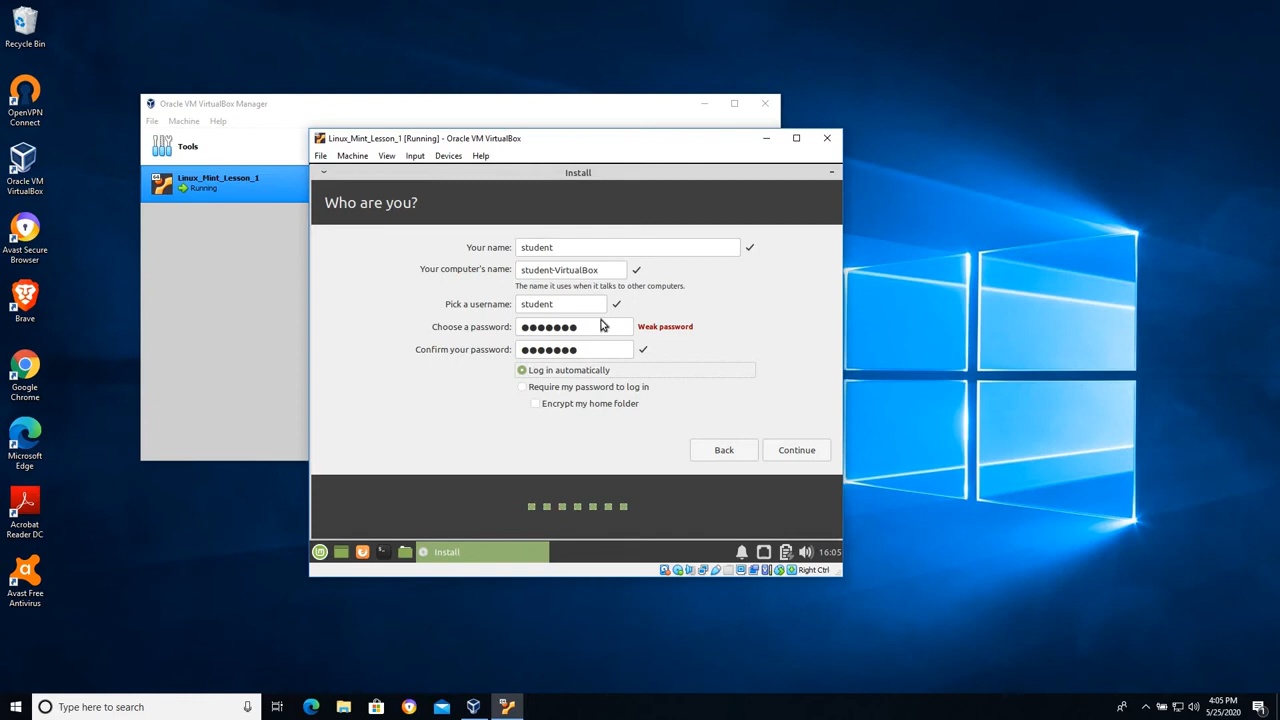 Recycle Bin
OpenVPN
Connect
Oracle VM
VirtualBox
Avast Secure
Browser
Brave
Google
Chrome
Microsoft
Edge
Acrobat
Reader DC
Avast Free
Antivirus
Oracle VM VirtualBox Manager
File Machine Help
Tools
64
Linux_Mint_Lesson_1
Running
Linux_Mint_Lesson_1 [Running] - Oracle VM VirtualBox
File Machine View Input Devices Help
Install
Who are you?
Your name: student
Your computer's name: student-VirtualBox
The name it uses when it talks to other computers.
Pick a username: student
Choose a password: ●●●●●●● Weak password
Confirm your password: ●●●●●●●
Log in automatically
Require my password to log in
Encrypt my home folder
Back Continue
Install 16:05
Right Ctrl
Type here to search
4:05 PM
5/25/2020
1